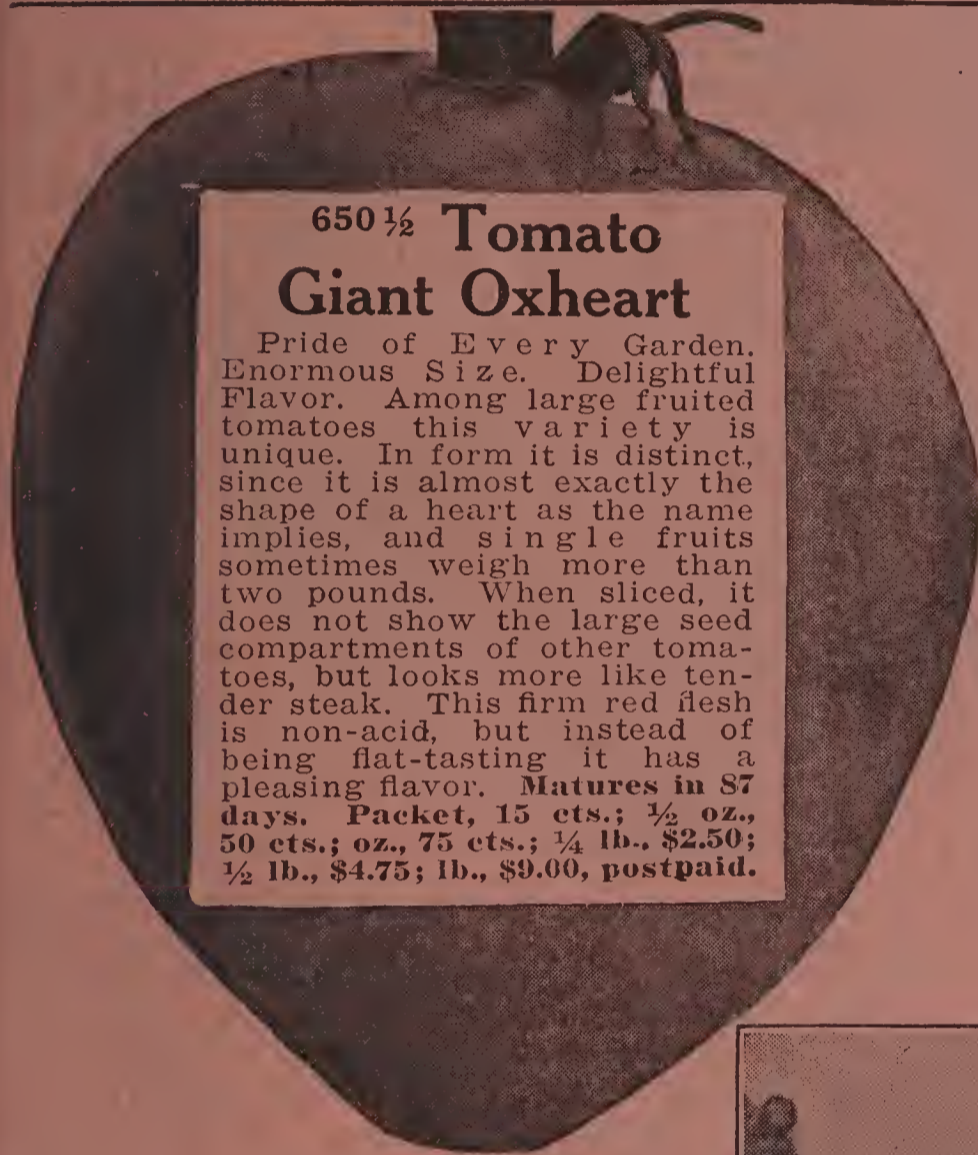 650½ Tomato
Giant Oxheart
Pride of Every Garden.
Enormous Size. Delightful
Flavor. Among large fruited
tomatoes this variety is
unique. In form it is distinct,
since it is almost exactly the
shape of a heart as the name
implies, and single fruits
sometimes weigh more than
two pounds. When sliced, it
does not show the large seed
compartments of other toma-
toes, but looks more like ten-
der steak. This firm red flesh
is non-acid, but instead of
being flat-tasting it has a
pleasing flavor. Matures in 87
days. Packet, 15 cts.; ½ oz.,
50 cts.; oz., 75 cts.; ¼ lb., $2.50;
½ lb., $4.75; lb., $9.00, postpaid.